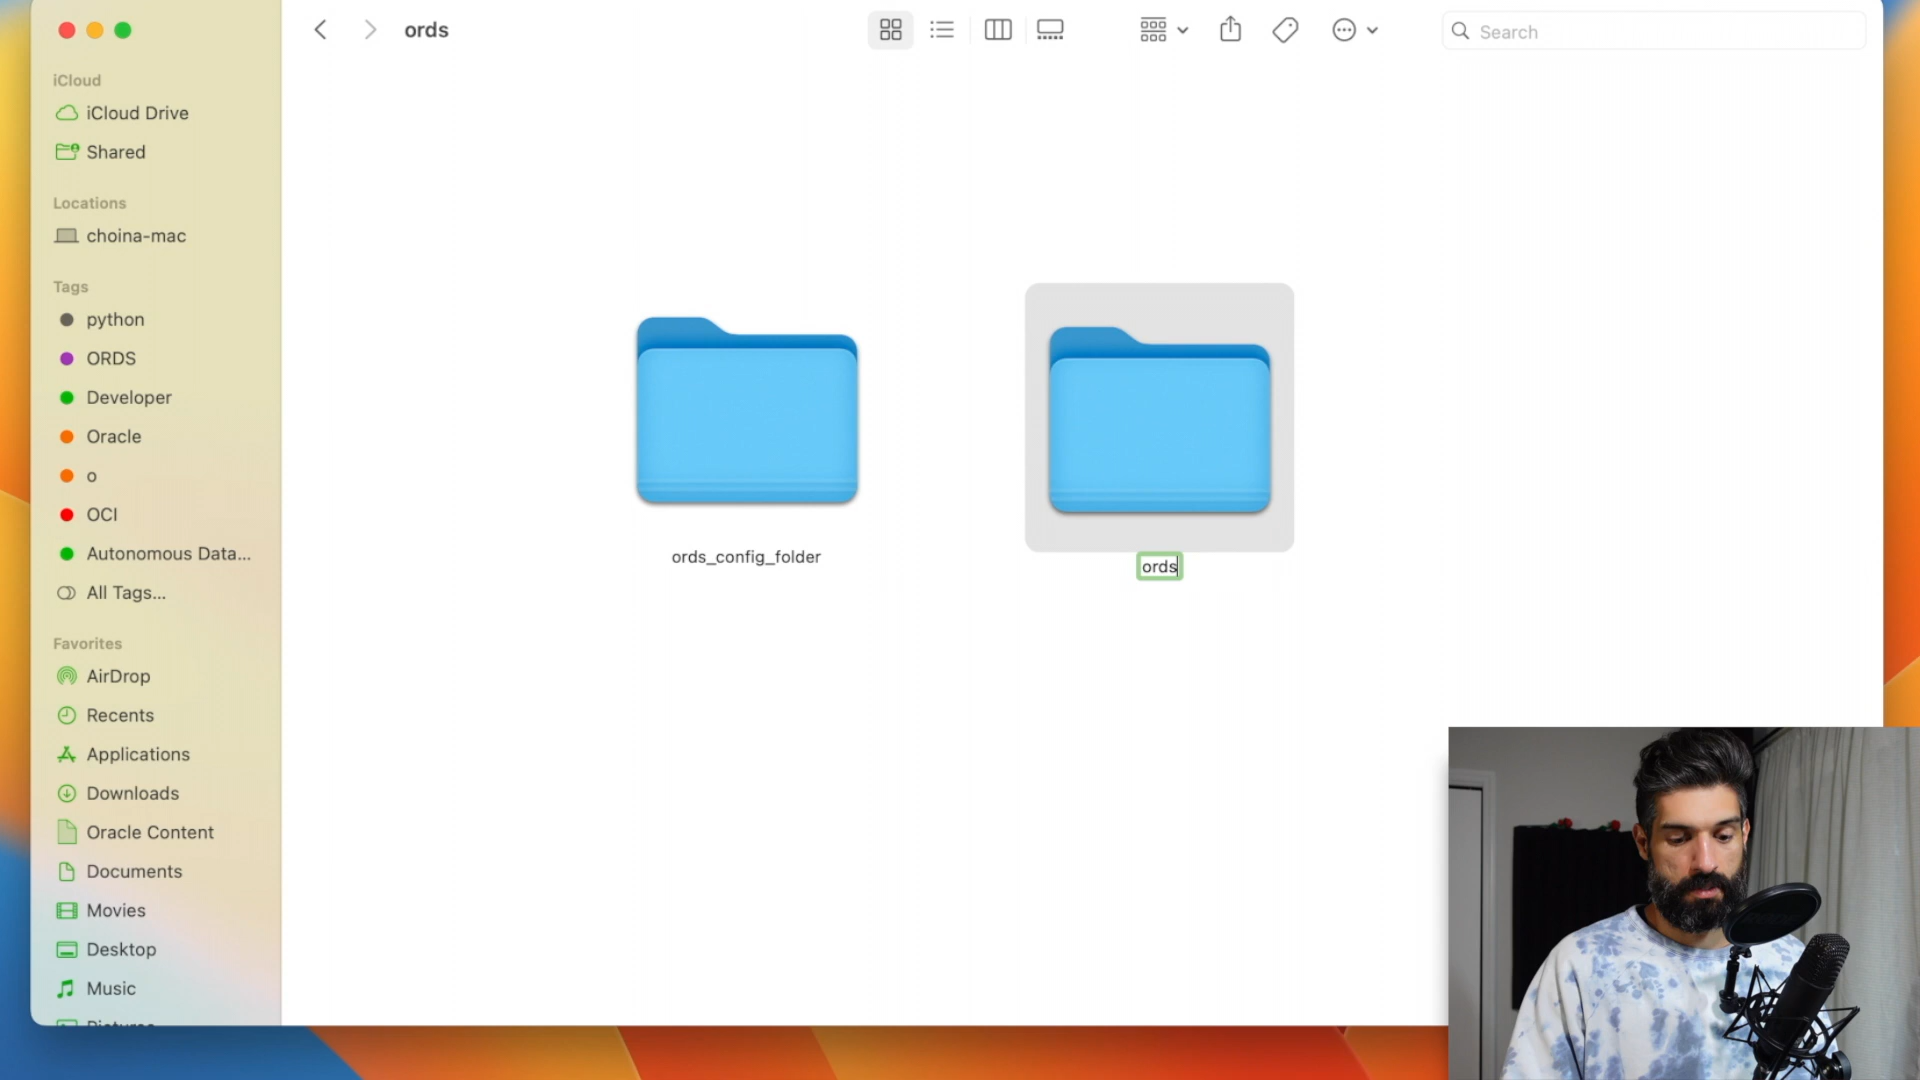 ords
Search
iCloud
iCloud Drive
Shared
Locations
choina-mac
Tags
python
ORDS
Developer
Oracle
o
OCI
Autonomous Data...
All Tags...
Favorites
AirDrop
Recents
Applications
Downloads
Oracle Content
Documents
Movies
Desktop
Music
ords_config_folder
ords